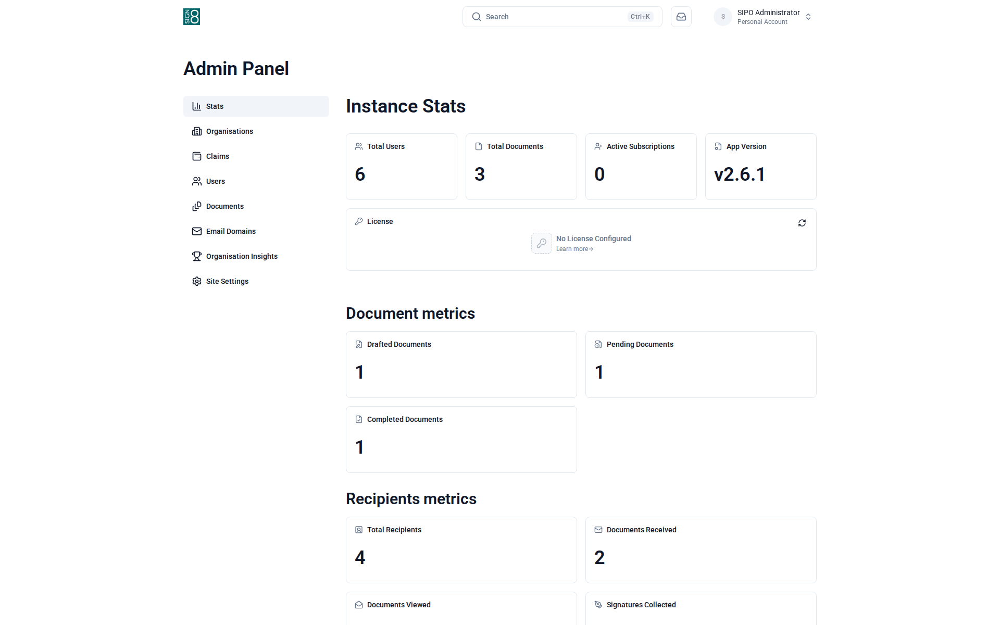 SIGN 8
Search
Ctrl+K
S
SIPO Administrator
Personal Account
Admin Panel
Stats
Organisations
Claims
Users
Documents
Email Domains
Organisation Insights
Site Settings
Instance Stats
Total Users
6
Total Documents
3
Active Subscriptions
0
App Version
v2.6.1
License
No License Configured
Learn more→
Document metrics
Drafted Documents
1
Pending Documents
1
Completed Documents
1
Recipients metrics
Total Recipients
4
Documents Received
2
Documents Viewed
Signatures Collected